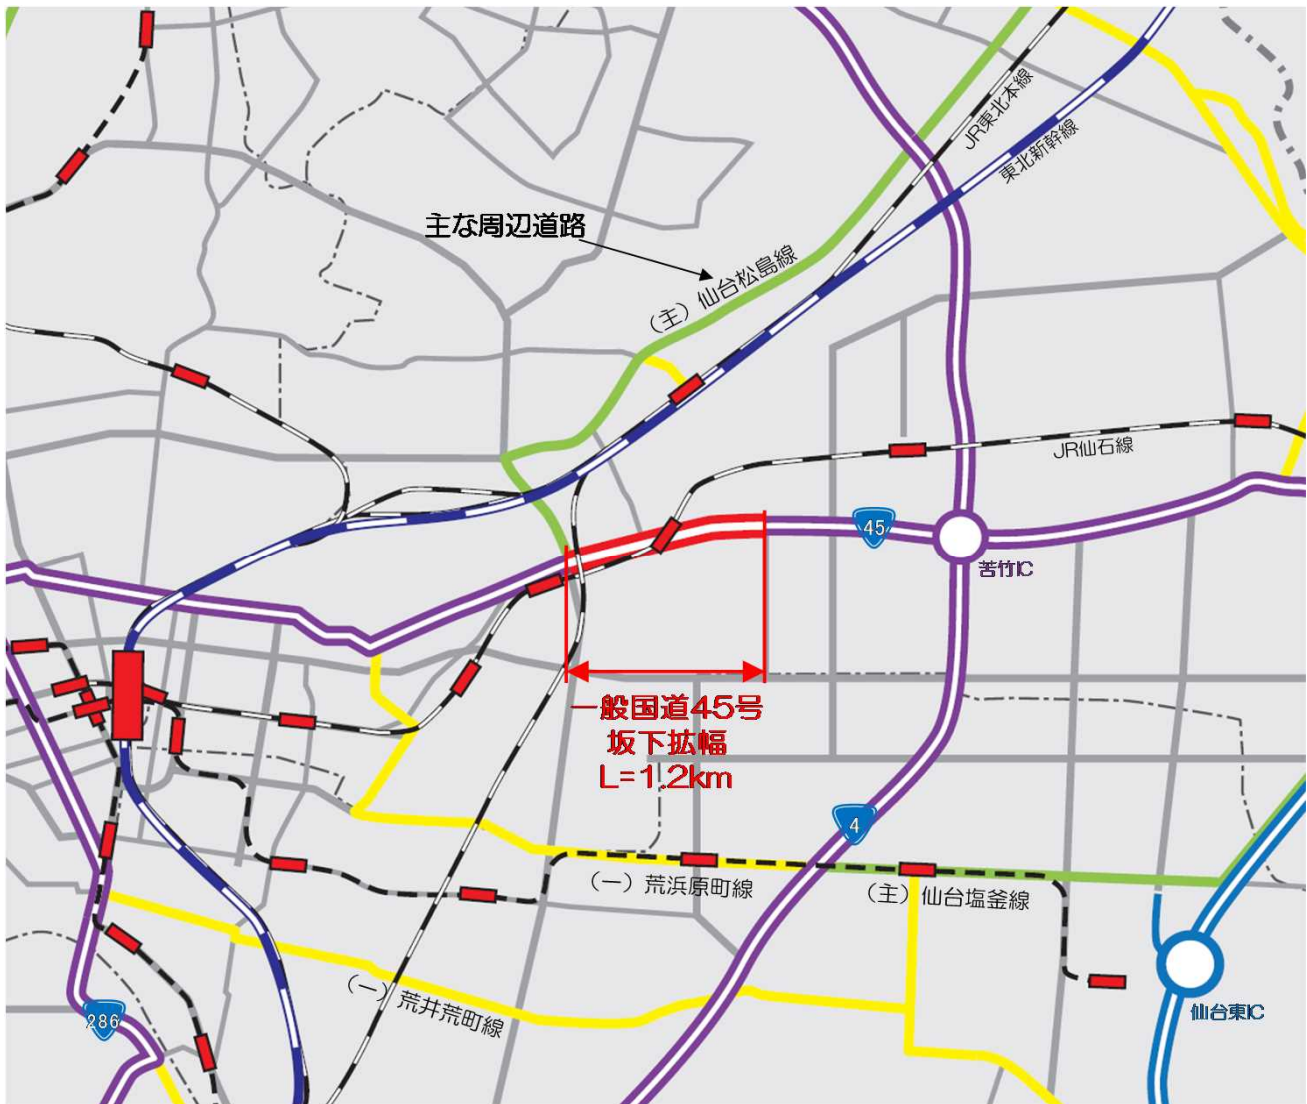 JR東北本線
東北新幹線
主な周辺道路
（主）仙台松島線
JR仙石線
45
苦竹IC
一般国道45号
坂下拡幅
L=1.2km
4
（一）荒浜原町線
（主）仙台塩釜線
（一）荒井荒町線
286
仙台東IC